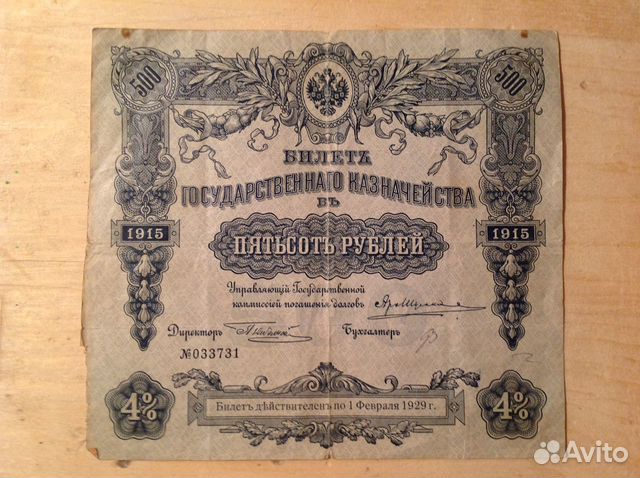 500 500
БИЛЕТЪ
ГОСУДАРСТВЕННАГО КАЗНАЧЕЙСТВА
ВЪ
1915 ПЯТЬСОТЪ РУБЛЕЙ 1915
Управляющій Государственной
коммиссіей погашенія долговъ
Директоръ Бухгалтеръ
№033731
4% 4%
Билетъ дѣйствителенъ по 1 Февраля 1929 г.
Avito